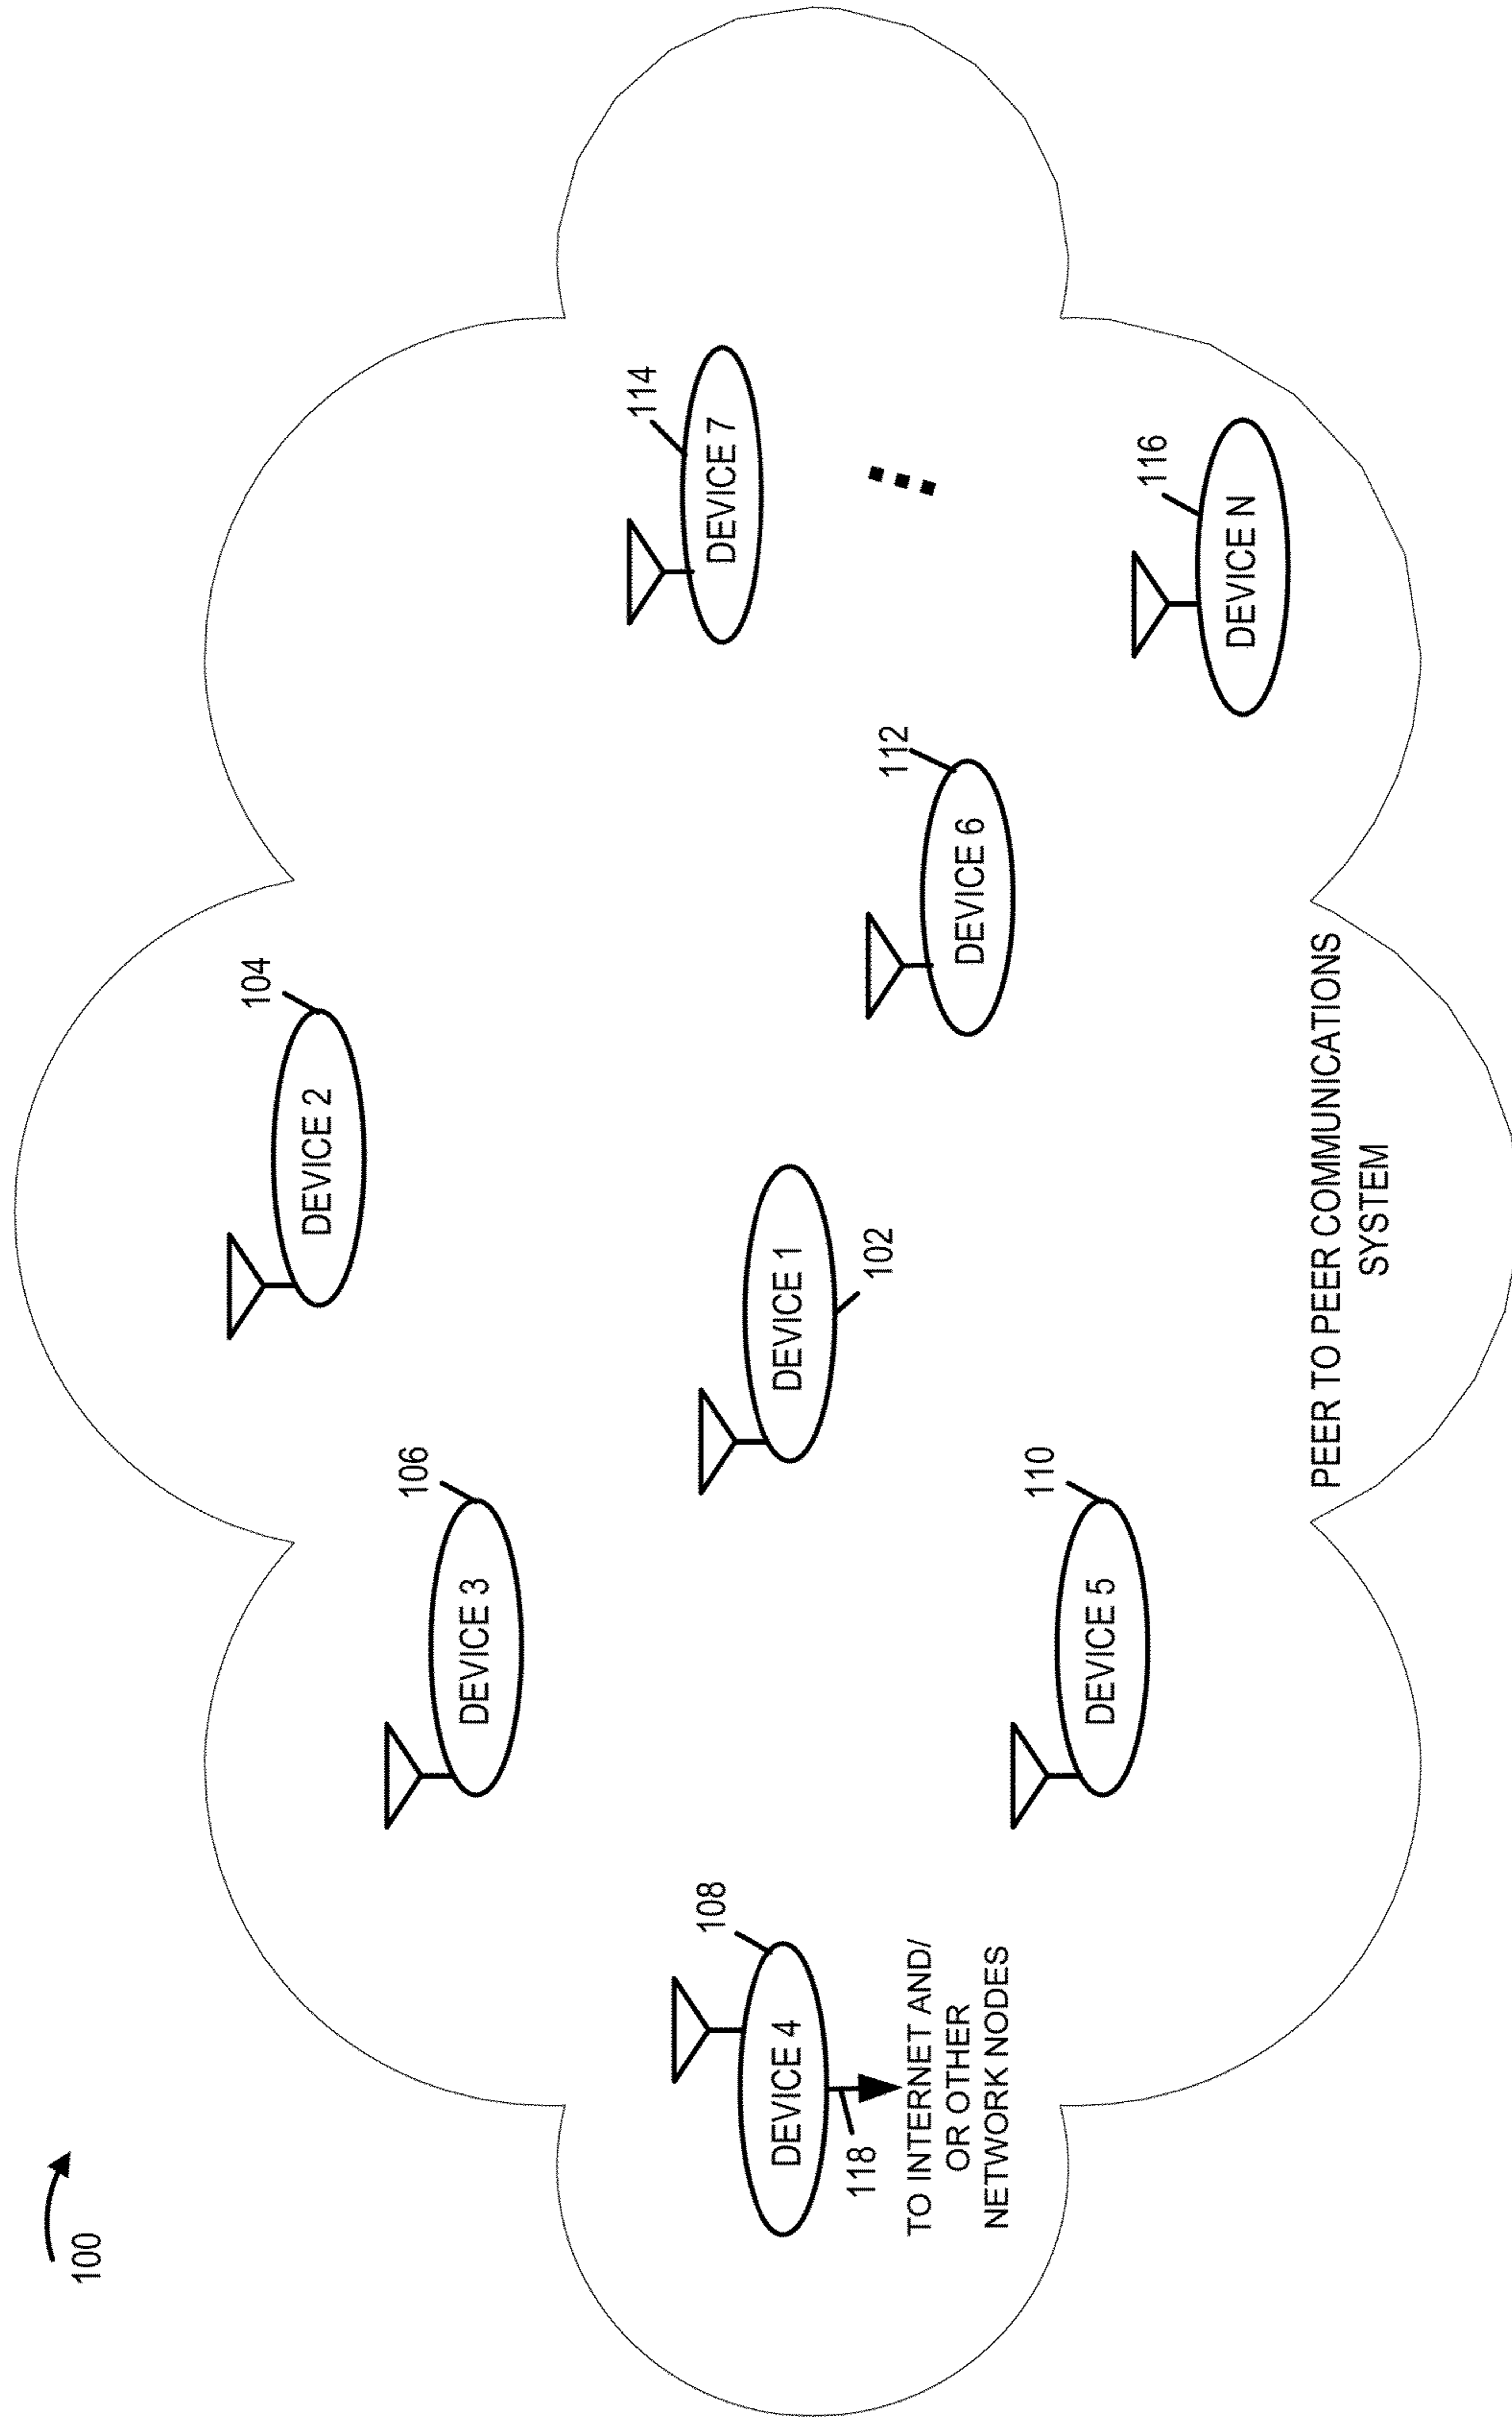 100
104
DEVICE 2
106
DEVICE 3
114
DEVICE 7
108
DEVICE 4
118
TO INTERNET AND/
OR OTHER
NETWORK NODES
DEVICE 1
102
112
DEVICE 6
110
DEVICE 5
116
DEVICE N
PEER TO PEER COMMUNICATIONS
SYSTEM